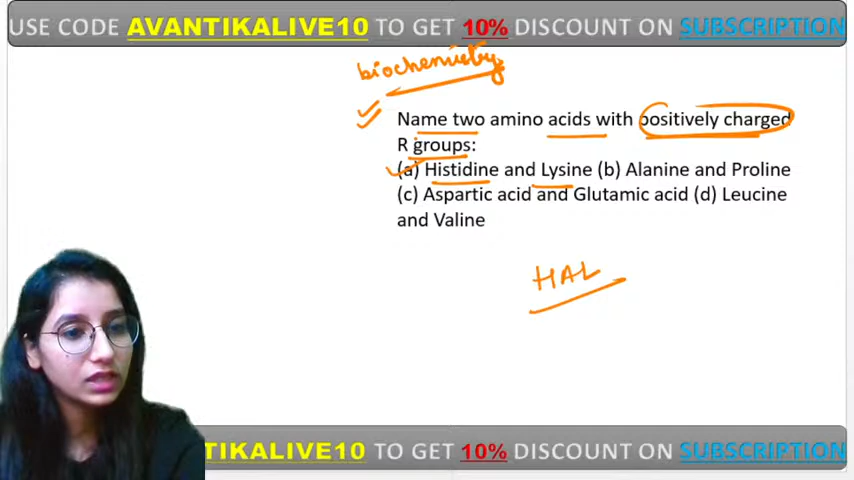 USE CODE AVANTIKALIVE10 TO GET 10% DISCOUNT ON SUBSCRIPTION
biochemistry
Name two amino acids with positively charged
R groups:
(a) Histidine and Lysine (b) Alanine and Proline
(c) Aspartic acid and Glutamic acid (d) Leucine
and Valine
HAL
TIKALIVE10 TO GET 10% DISCOUNT ON SUBSCRIPTION